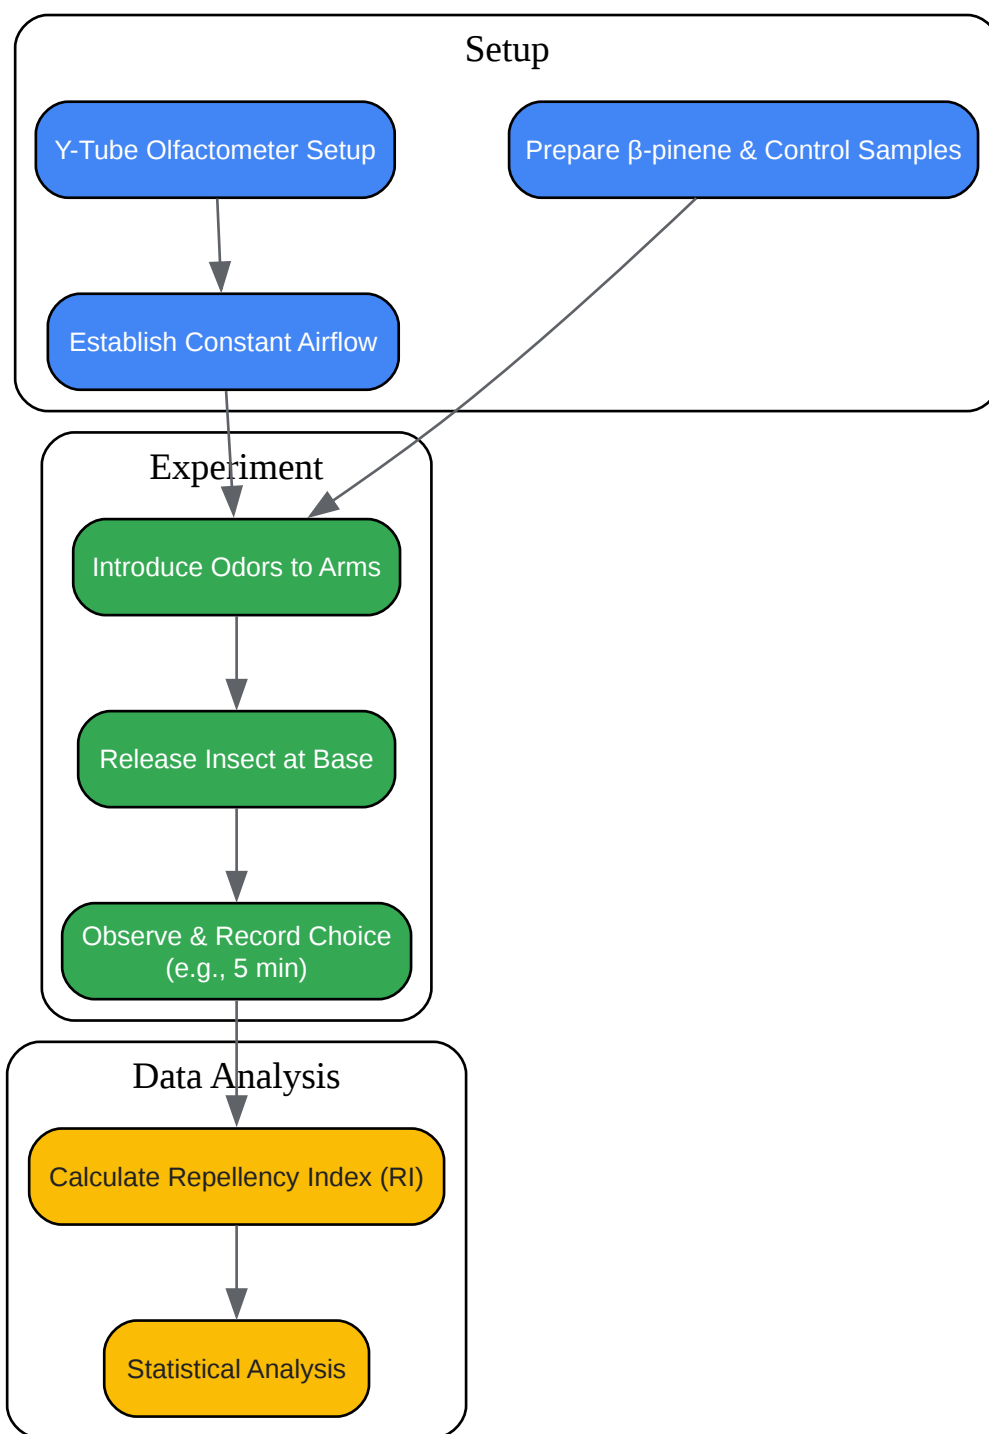 Setup
Y-Tube Olfactometer Setup
Prepare β-pinene & Control Samples
Establish Constant Airflow
Experiment
Introduce Odors to Arms
Release Insect at Base
Observe & Record Choice
(e.g., 5 min)
Data Analysis
Calculate Repellency Index (RI)
Statistical Analysis